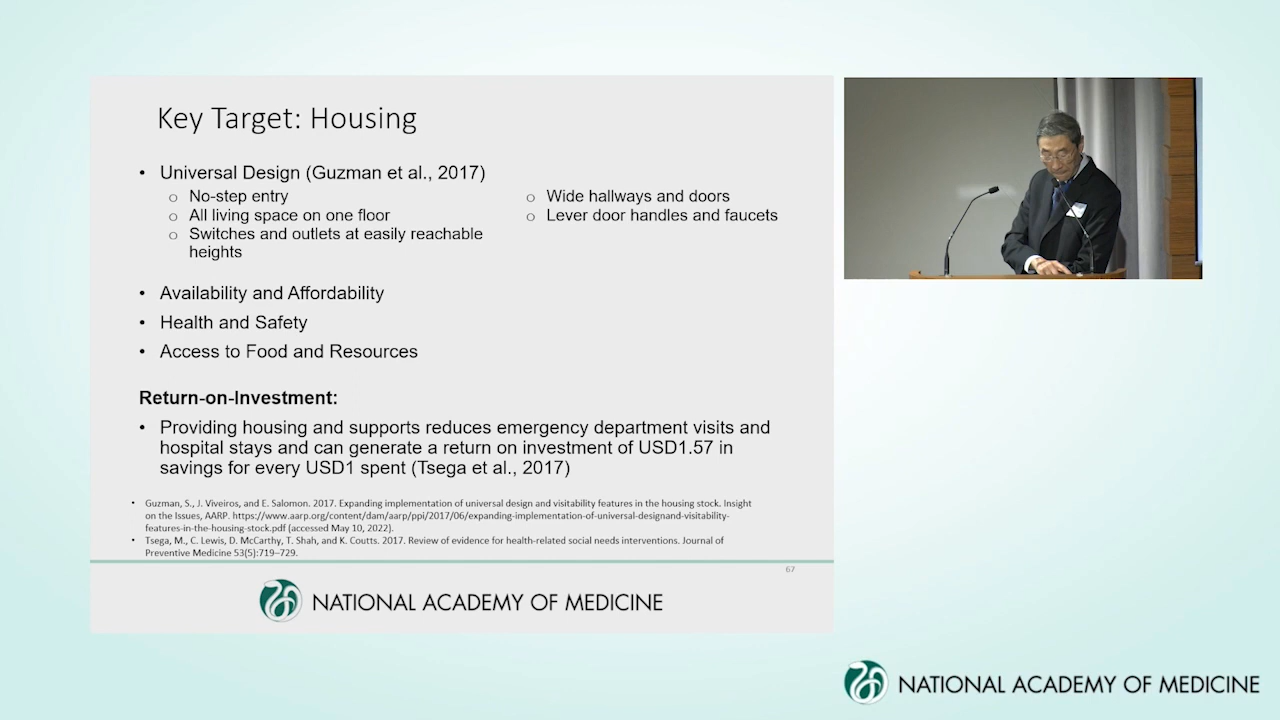 Key Target: Housing
• Universal Design (Guzman et al., 2017)
o No-step entry
o All living space on one floor
o Switches and outlets at easily reachable
heights
o Wide hallways and doors
o Lever door handles and faucets
• Availability and Affordability
• Health and Safety
• Access to Food and Resources
Return-on-Investment:
• Providing housing and supports reduces emergency department visits and
hospital stays and can generate a return on investment of USD1.57 in
savings for every USD1 spent (Tsega et al., 2017)
• Guzman, S., J. Viveiros, and E. Salomon. 2017. Expanding implementation of universal design and visitability features in the housing stock. Insight
on the Issues, AARP. https://www.aarp.org/content/dam/aarp/ppi/2017/06/expanding-implementation-of-universal-designand-visitability-
features-in-the-housing-stock.pdf (accessed May 10, 2022).
• Tsega, M., C. Lewis, D. McCarthy, T. Shah, and K. Coutts. 2017. Review of evidence for health-related social needs interventions. Journal of
Preventive Medicine 53(5):719–729.
67
NATIONAL ACADEMY OF MEDICINE
NATIONAL ACADEMY OF MEDICINE